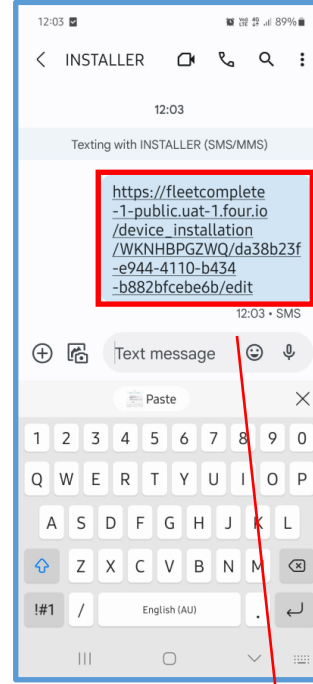 12:03
89%
INSTALLER
12:03
Texting with INSTALLER (SMS/MMS)
https://fleetcomplete
-1-public.uat-1.four.io
/device_installation
/WKNHBPGZWQ/da38b23f
-e944-4110-b434
-b882bfcebe6b/edit
12:03 • SMS
Text message
Paste
1 2 3 4 5 6 7 8 9 0
Q W E R T Y U I O P
A S D F G H J K L
Z X C V B N M
!#1 / English (AU) .